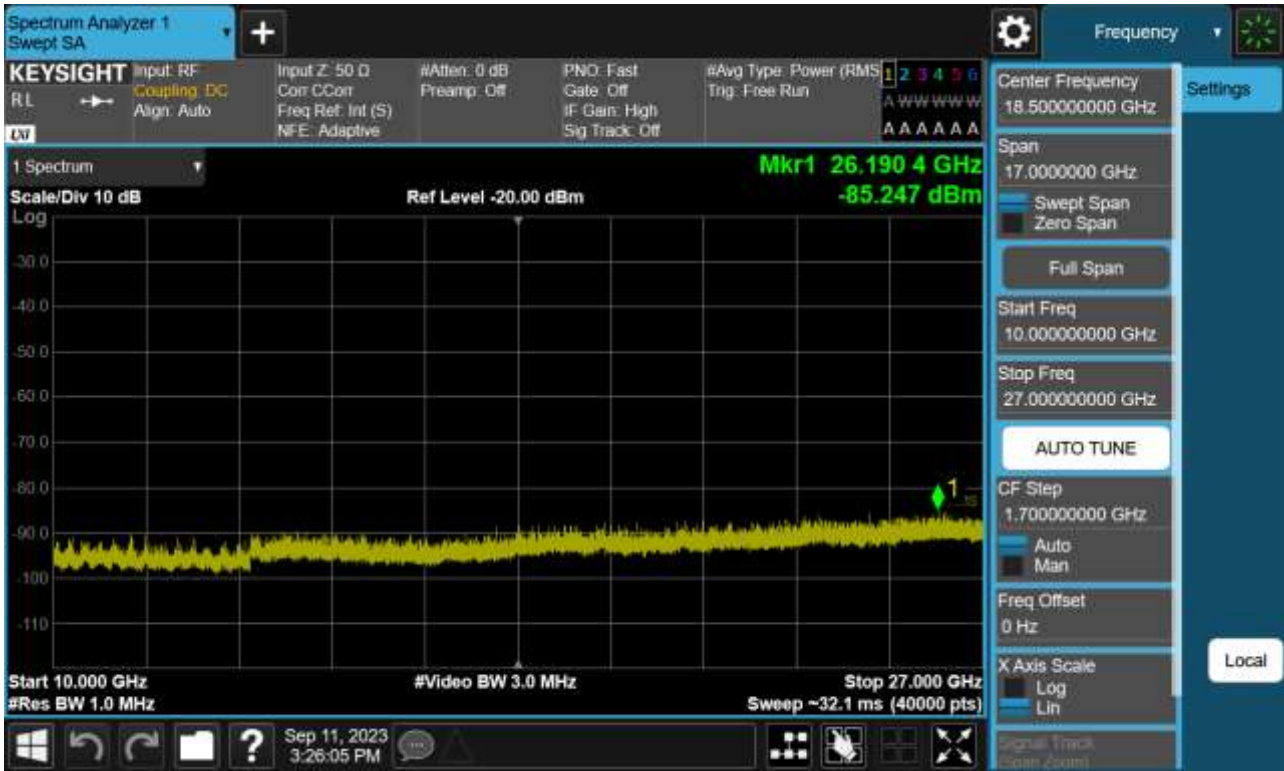 Spectrum Analyzer 1
Swept SA
+
Frequency
KEYSIGHT
RL
LXI
Input: RF
Coupling: DC
Align: Auto
Input Z: 50 Ω
Corr CCorr
Freq Ref: Int (S)
NFE: Adaptive
#Atten: 0 dB
Preamp: Off
PNO: Fast
Gate: Off
IF Gain: High
Sig Track: Off
#Avg Type: Power (RMS
Trig: Free Run
1 2 3 4 5 6
A W W W W W
A A A A A A
1 Spectrum
Scale/Div 10 dB
Ref Level -20.00 dBm
Mkr1 26.190 4 GHz
-85.247 dBm
Log
-30.0
-40.0
-50.0
-60.0
-70.0
-80.0
-90.0
-100
-110
1
Start 10.000 GHz
#Video BW 3.0 MHz
Stop 27.000 GHz
#Res BW 1.0 MHz
Sweep ~32.1 ms (40000 pts)
?
Sep 11, 2023
3:26:05 PM
Center Frequency
18.500000000 GHz
Span
17.0000000 GHz
Swept Span
Zero Span
Full Span
Start Freq
10.000000000 GHz
Stop Freq
27.000000000 GHz
AUTO TUNE
CF Step
1.700000000 GHz
Auto
Man
Freq Offset
0 Hz
X Axis Scale
Log
Lin
Signal Track
(Span Zoom)
Settings
Local